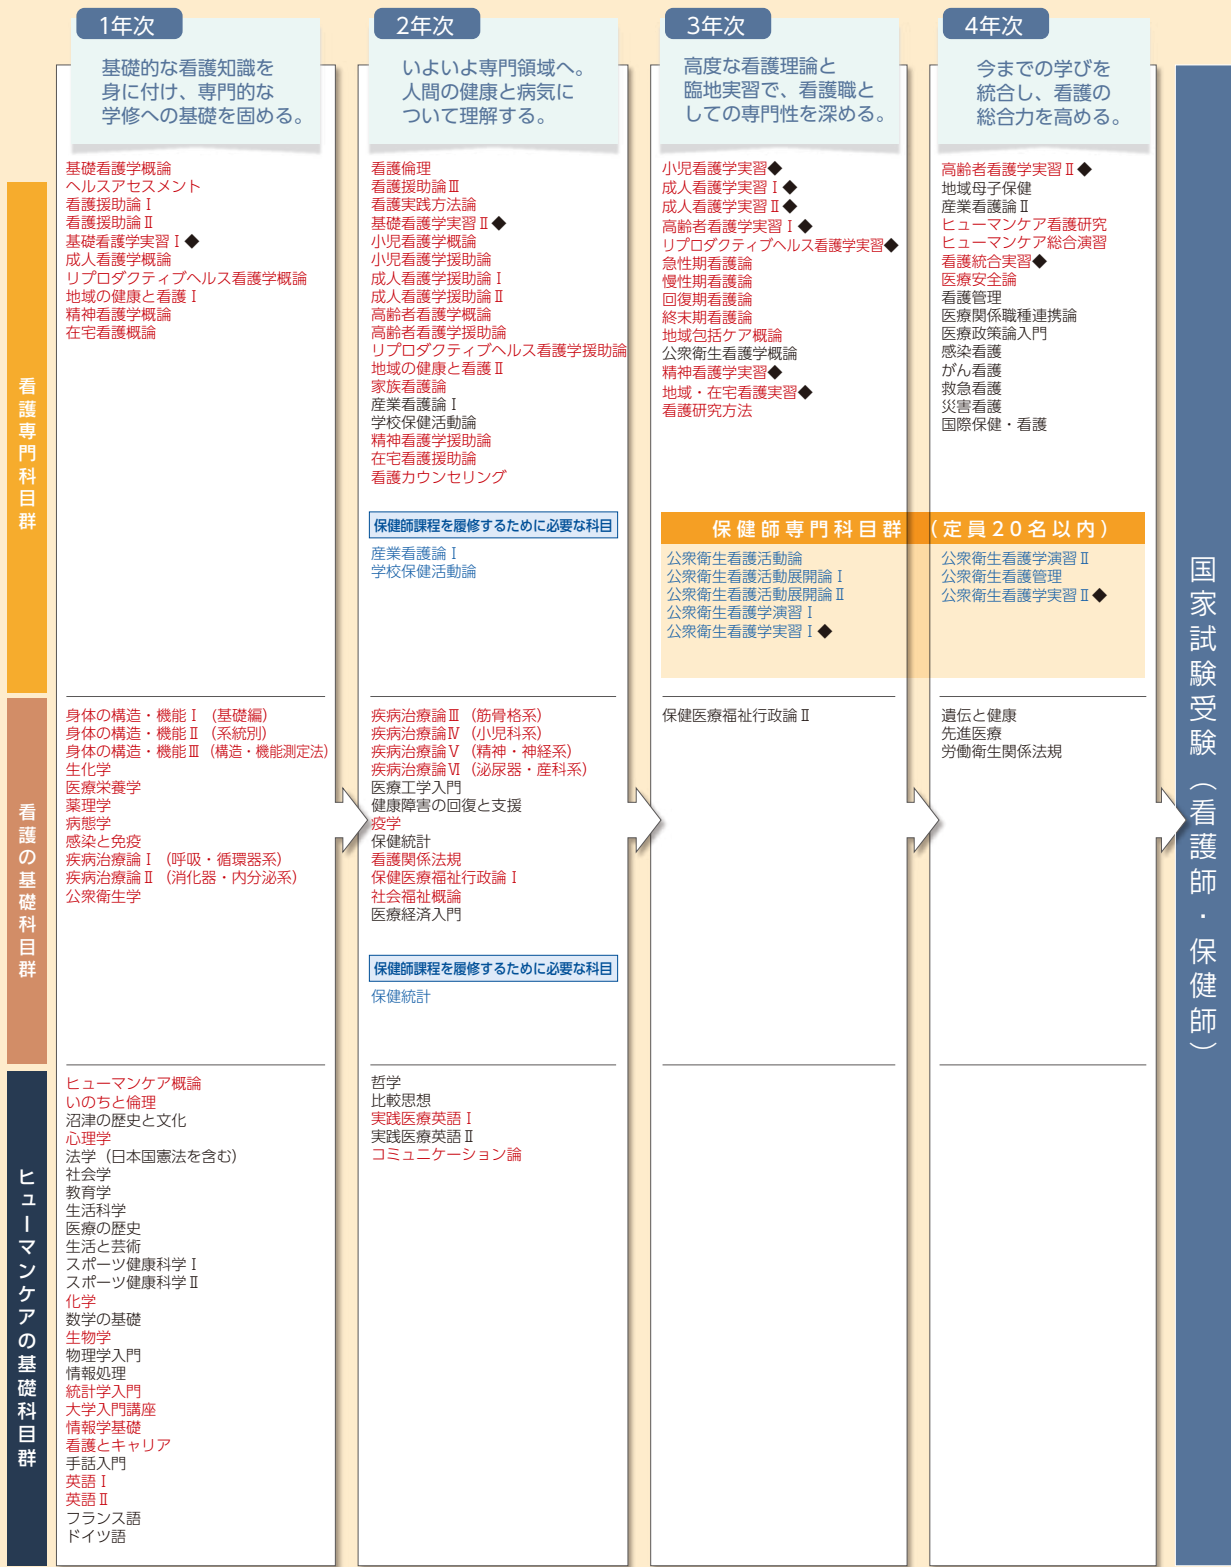 1年次
基礎的な看護知識を
身に付け、専門的な
学修への基礎を固める。
2年次
いよいよ専門領域へ。
人間の健康と病気に
ついて理解する。
3年次
高度な看護理論と
臨地実習で、看護職と
しての専門性を深める。
4年次
今までの学びを
統合し、看護の
総合力を高める。
看護専門科目群
基礎看護学概論
ヘルスアセスメント
看護援助論Ⅰ
看護援助論Ⅱ
基礎看護学実習Ⅰ◆
成人看護学概論
リプロダクティブヘルス看護学概論
地域の健康と看護Ⅰ
精神看護学概論
在宅看護概論
看護倫理
看護援助論Ⅲ
看護実践方法論
基礎看護学実習Ⅱ◆
小児看護学概論
小児看護学援助論
成人看護学援助論Ⅰ
成人看護学援助論Ⅱ
高齢者看護学概論
高齢者看護学援助論
リプロダクティブヘルス看護学援助論
地域の健康と看護Ⅱ
家族看護論
産業看護論Ⅰ
学校保健活動論
精神看護学援助論
在宅看護援助論
看護カウンセリング
保健師課程を履修するために必要な科目
産業看護論Ⅰ
学校保健活動論
小児看護学実習◆
成人看護学実習Ⅰ◆
成人看護学実習Ⅱ◆
高齢者看護学実習Ⅰ◆
リプロダクティブヘルス看護学実習◆
急性期看護論
慢性期看護論
回復期看護論
終末期看護論
地域包括ケア概論
公衆衛生看護学概論
精神看護学実習◆
地域・在宅看護実習◆
看護研究方法
高齢者看護学実習Ⅱ◆
地域母子保健
産業看護論Ⅱ
ヒューマンケア看護研究
ヒューマンケア総合演習
看護統合実習◆
医療安全論
看護管理
医療関係職種連携論
医療政策論入門
感染看護
がん看護
救急看護
災害看護
国際保健・看護
保健師専門科目群 (定員20名以内)
公衆衛生看護活動論
公衆衛生看護活動展開論Ⅰ
公衆衛生看護活動展開論Ⅱ
公衆衛生看護学演習Ⅰ
公衆衛生看護学実習Ⅰ◆
公衆衛生看護学演習Ⅱ
公衆衛生看護管理
公衆衛生看護学実習Ⅱ◆
看護の基礎科目群
身体の構造・機能Ⅰ(基礎編)
身体の構造・機能Ⅱ(系統別)
身体の構造・機能Ⅲ(構造・機能測定法)
生化学
医療栄養学
薬理学
病態学
感染と免疫
疾病治療論Ⅰ(呼吸・循環器系)
疾病治療論Ⅱ(消化器・内分泌系)
公衆衛生学
疾病治療論Ⅲ(筋骨格系)
疾病治療論Ⅳ(小児科系)
疾病治療論Ⅴ(精神・神経系)
疾病治療論Ⅵ(泌尿器・産科系)
医療工学入門
健康障害の回復と支援
疫学
保健統計
看護関係法規
保健医療福祉行政論Ⅰ
社会福祉概論
医療経済入門
保健師課程を履修するために必要な科目
保健統計
保健医療福祉行政論Ⅱ
遺伝と健康
先進医療
労働衛生関係法規
ヒューマンケアの基礎科目群
ヒューマンケア概論
いのちと倫理
沼津の歴史と文化
心理学
法学(日本国憲法を含む)
社会学
教育学
生活科学
医療の歴史
生活と芸術
スポーツ健康科学Ⅰ
スポーツ健康科学Ⅱ
化学
数学の基礎
生物学
物理学入門
情報処理
統計学入門
大学入門講座
情報学基礎
看護とキャリア
手話入門
英語Ⅰ
英語Ⅱ
フランス語
ドイツ語
哲学
比較思想
実践医療英語Ⅰ
実践医療英語Ⅱ
コミュニケーション論
国家試験受験(看護師・保健師)